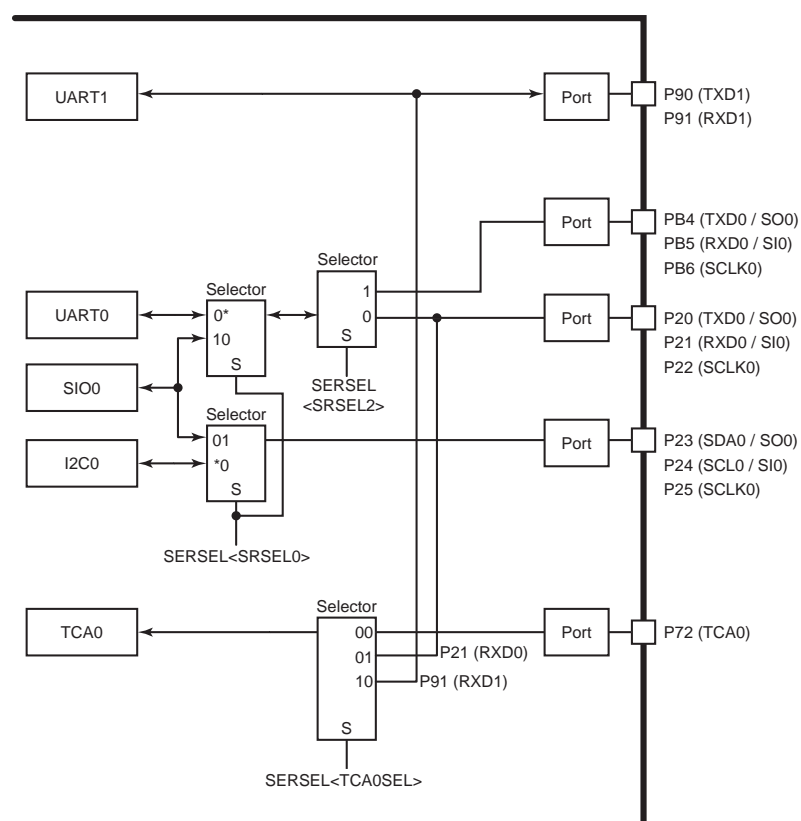 UART1
Port
P90 (TXD1)
P91 (RXD1)
Port
PB4 (TXD0 / SO0)
PB5 (RXD0 / SI0)
PB6 (SCLK0)
Selector
1
0
S
SERSEL
<SRSEL2>
Selector
0*
10
S
UART0
Port
P20 (TXD0 / SO0)
P21 (RXD0 / SI0)
P22 (SCLK0)
SIO0
Selector
01
*0
S
I2C0
Port
P23 (SDA0 / SO0)
P24 (SCL0 / SI0)
P25 (SCLK0)
SERSEL<SRSEL0>
TCA0
Selector
00
01
10
S
P21 (RXD0)
P91 (RXD1)
Port
P72 (TCA0)
SERSEL<TCA0SEL>